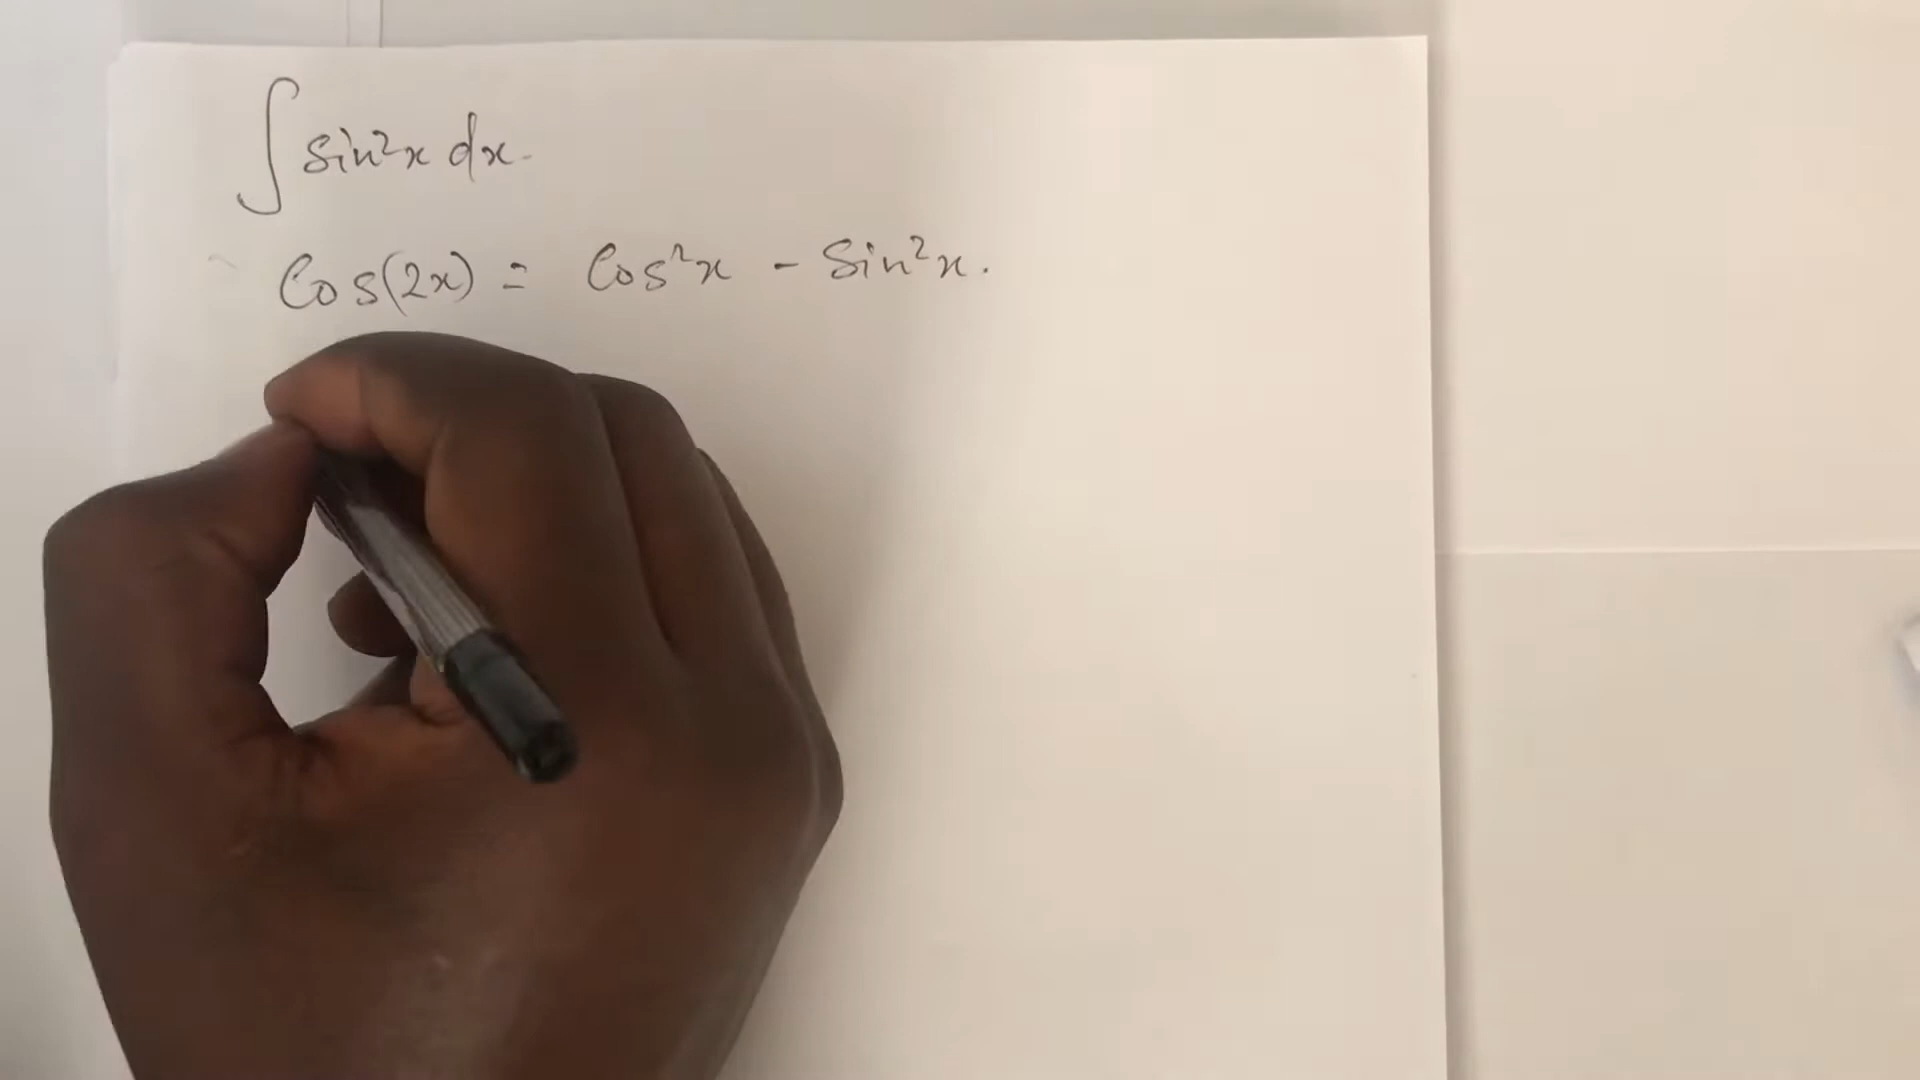 ∫ sin²x dx.
Cos(2x) = Cos²x - Sin²x.